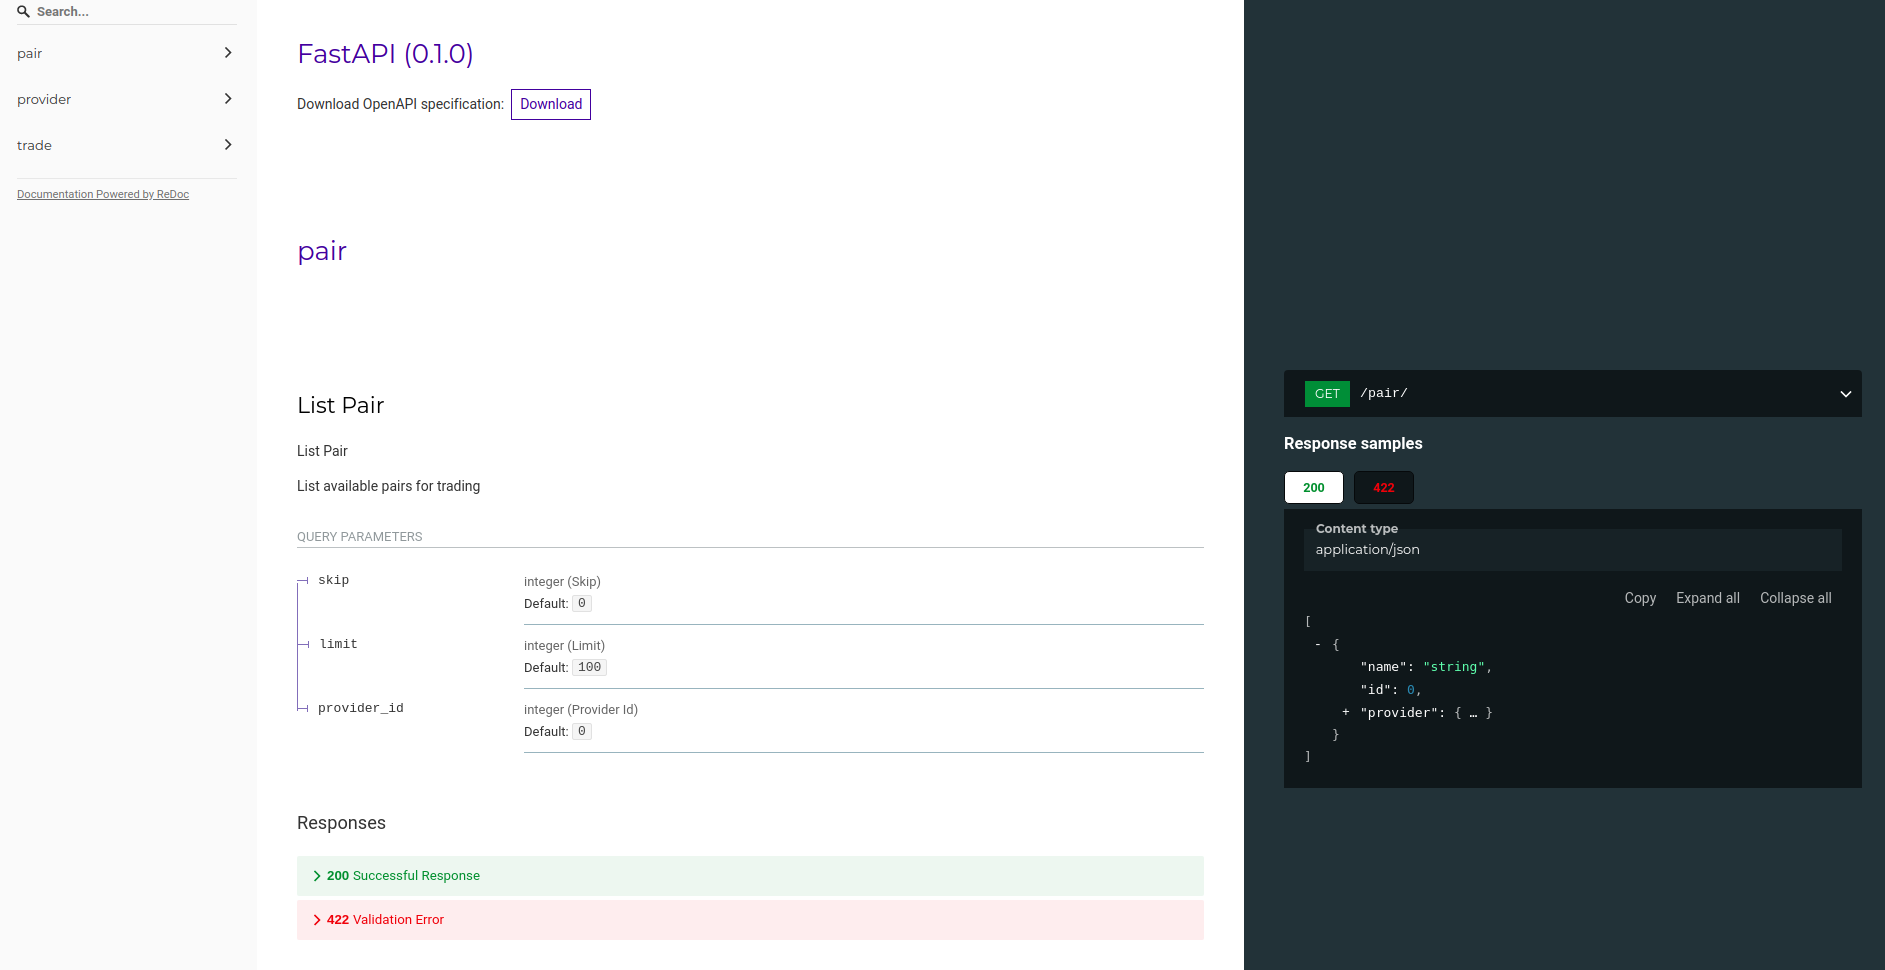 Search...
pair
provider
trade
Documentation Powered by ReDoc
FastAPI (0.1.0)
Download OpenAPI specification: Download
pair
List Pair
List Pair
List available pairs for trading
QUERY PARAMETERS
skip
integer (Skip)
Default: 0
limit
integer (Limit)
Default: 100
provider_id
integer (Provider Id)
Default: 0
Responses
200 Successful Response
422 Validation Error
GET /pair/
Response samples
200 422
Content type
application/json
Copy Expand all Collapse all
[
- {
"name": "string",
"id": 0,
+ "provider": { … }
}
]